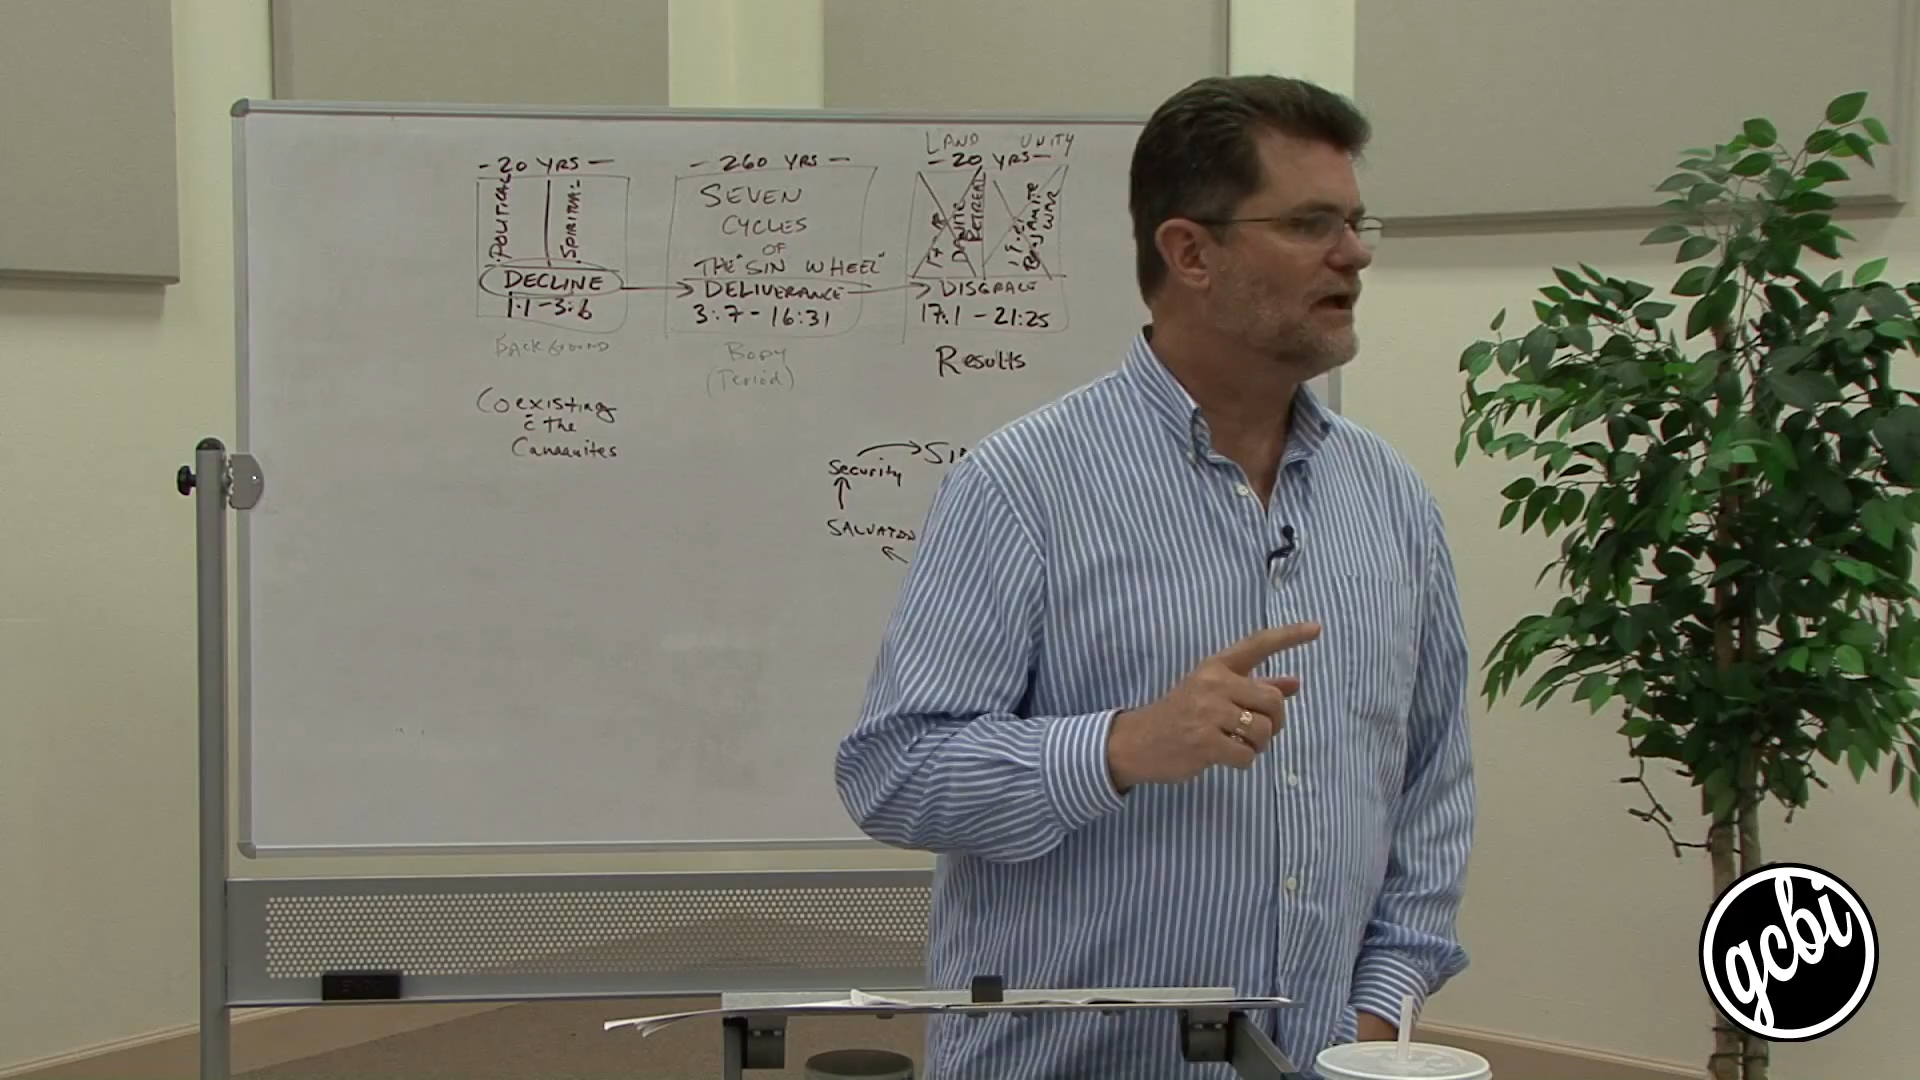 - 20 YRS -
POLITICAL
SPIRITUAL
DECLINE
1:1-3:6
BACKGROUND
Coexisting
c the
Canaanites
- 260 YRS -
SEVEN
CYCLES
OF
THE "SIN WHEEL"
DELIVERANCE
3:7 - 16:31
BODY
(Period)
LAND UNITY
- 20 YRS -
DANITE
RETREAT
WAR
DISGRACE
17:1 - 21:25
Results
Security
SALVATION
gcbi